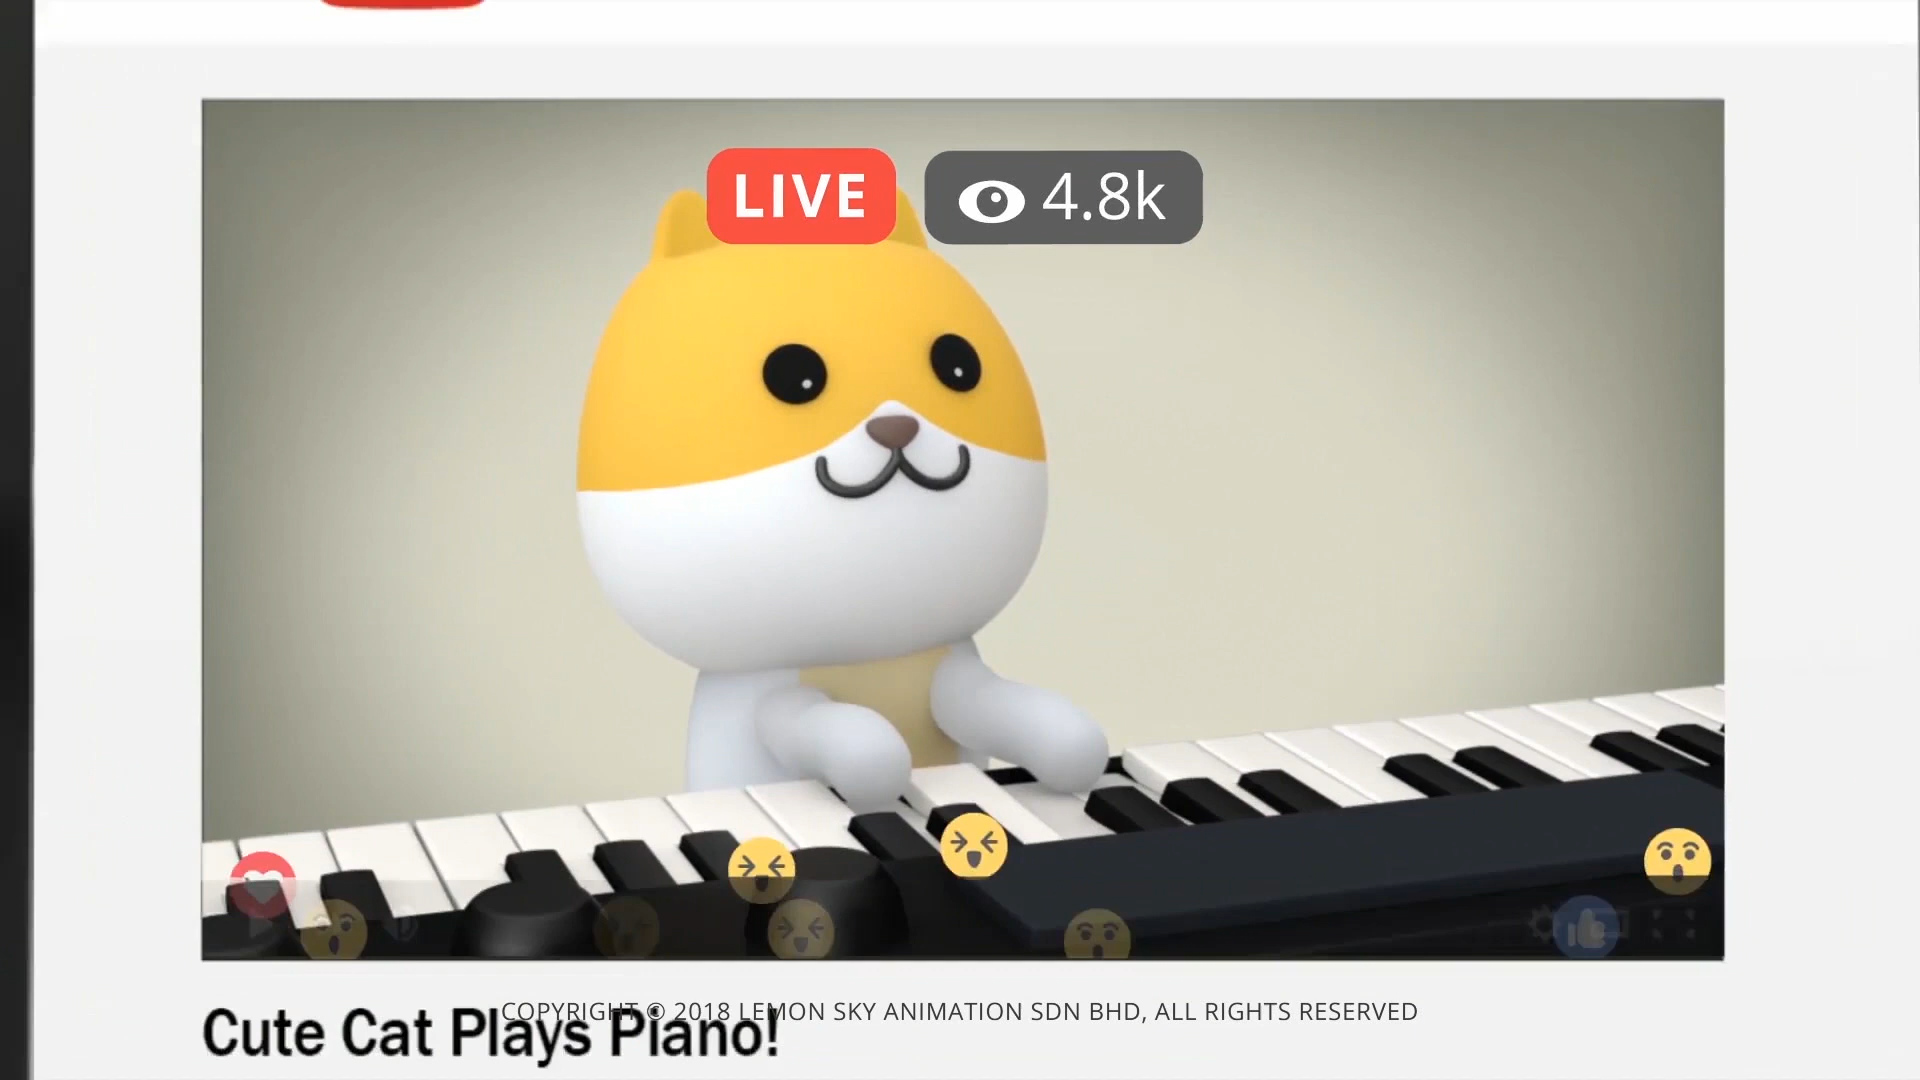 LIVE
4.8k
COPYRIGHT © 2018 LEMON SKY ANIMATION SDN BHD, ALL RIGHTS RESERVED
Cute Cat Plays Piano!